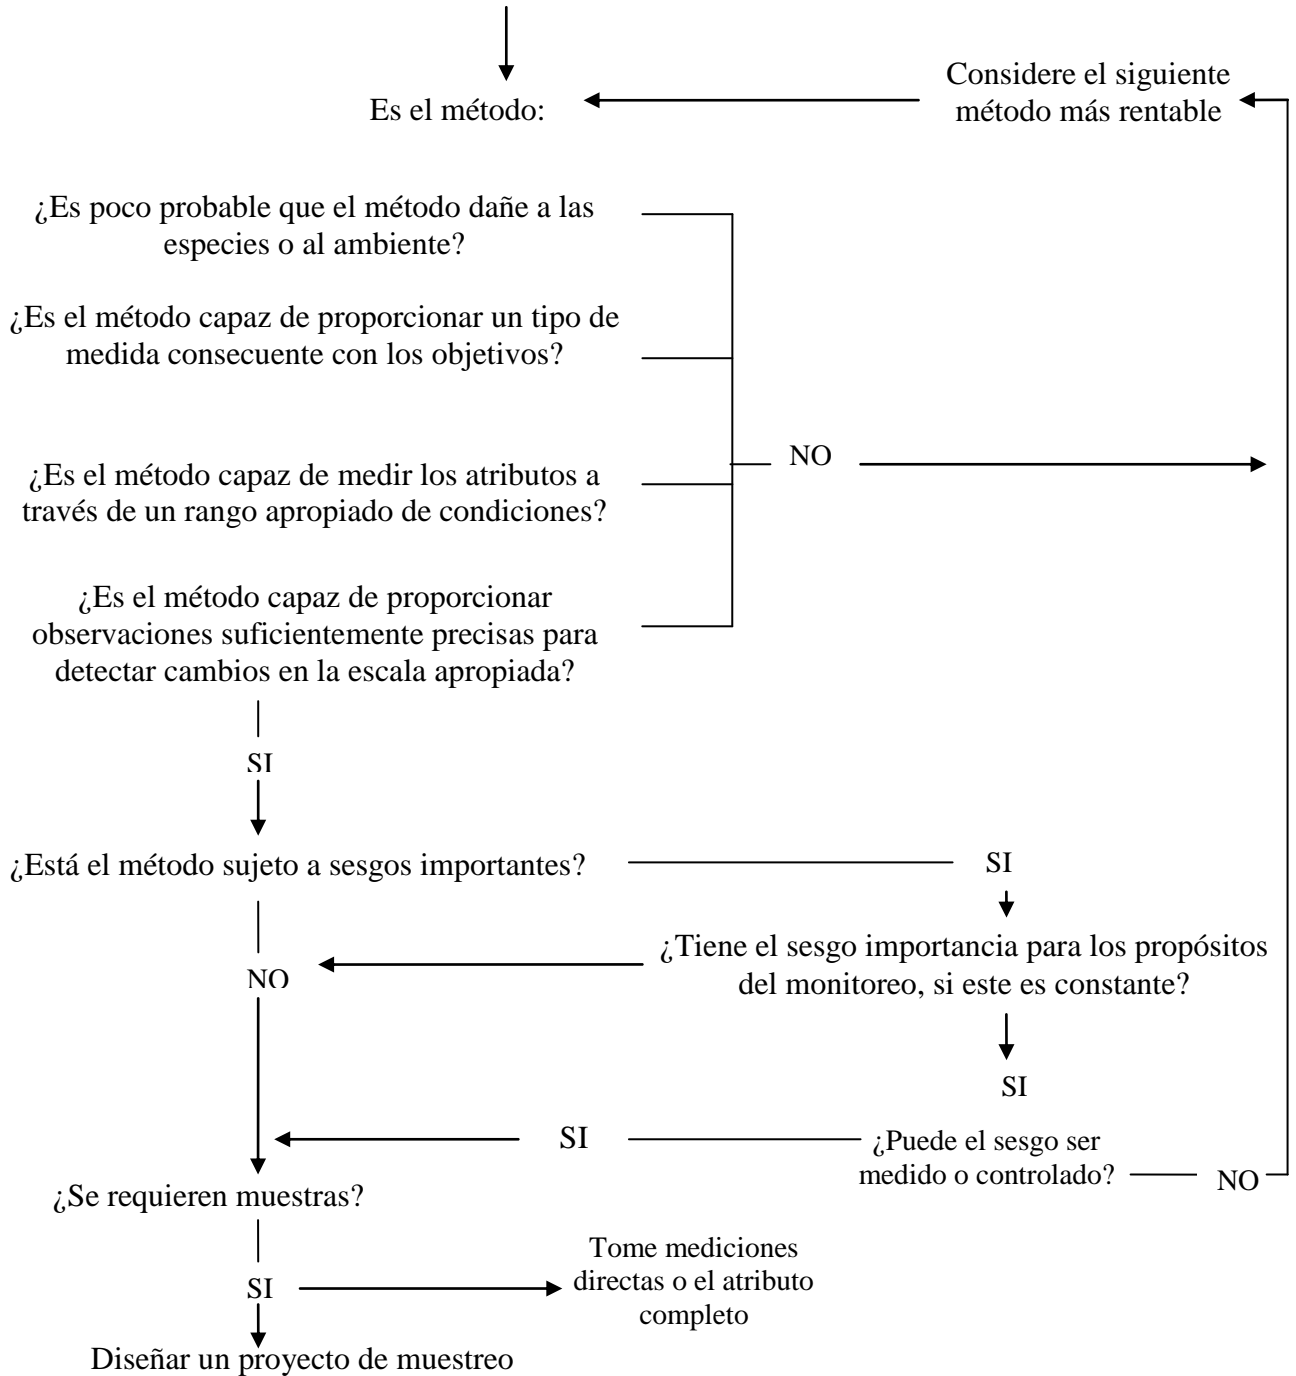 Considere el siguiente
método más rentable
Es el método:
¿Es poco probable que el método dañe a las
especies o al ambiente?
¿Es el método capaz de proporcionar un tipo de
medida consecuente con los objetivos?
NO
¿Es el método capaz de medir los atributos a
través de un rango apropiado de condiciones?
¿Es el método capaz de proporcionar
observaciones suficientemente precisas para
detectar cambios en la escala apropiada?
SI
¿Está el método sujeto a sesgos importantes?
SI
¿Tiene el sesgo importancia para los propósitos
del monitoreo, si este es constante?
NO
SI
SI
¿Puede el sesgo ser
medido o controlado?
NO
¿Se requieren muestras?
Tome mediciones
directas o el atributo
completo
SI
Diseñar un proyecto de muestreo